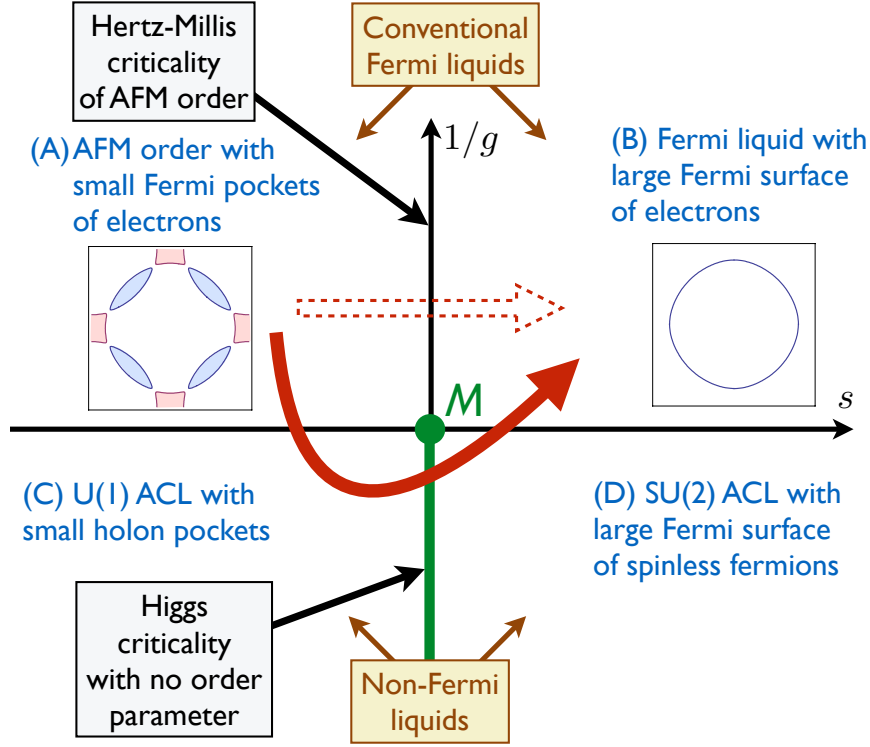 Hertz-Millis
criticality
of AFM order
Conventional
Fermi liquids
1/g
(A) AFM order with
small Fermi pockets
of electrons
(B) Fermi liquid with
large Fermi surface
of electrons
M
s
(C) U(1) ACL with
small holon pockets
(D) SU(2) ACL with
large Fermi surface
of spinless fermions
Higgs
criticality
with no order
parameter
Non-Fermi
liquids